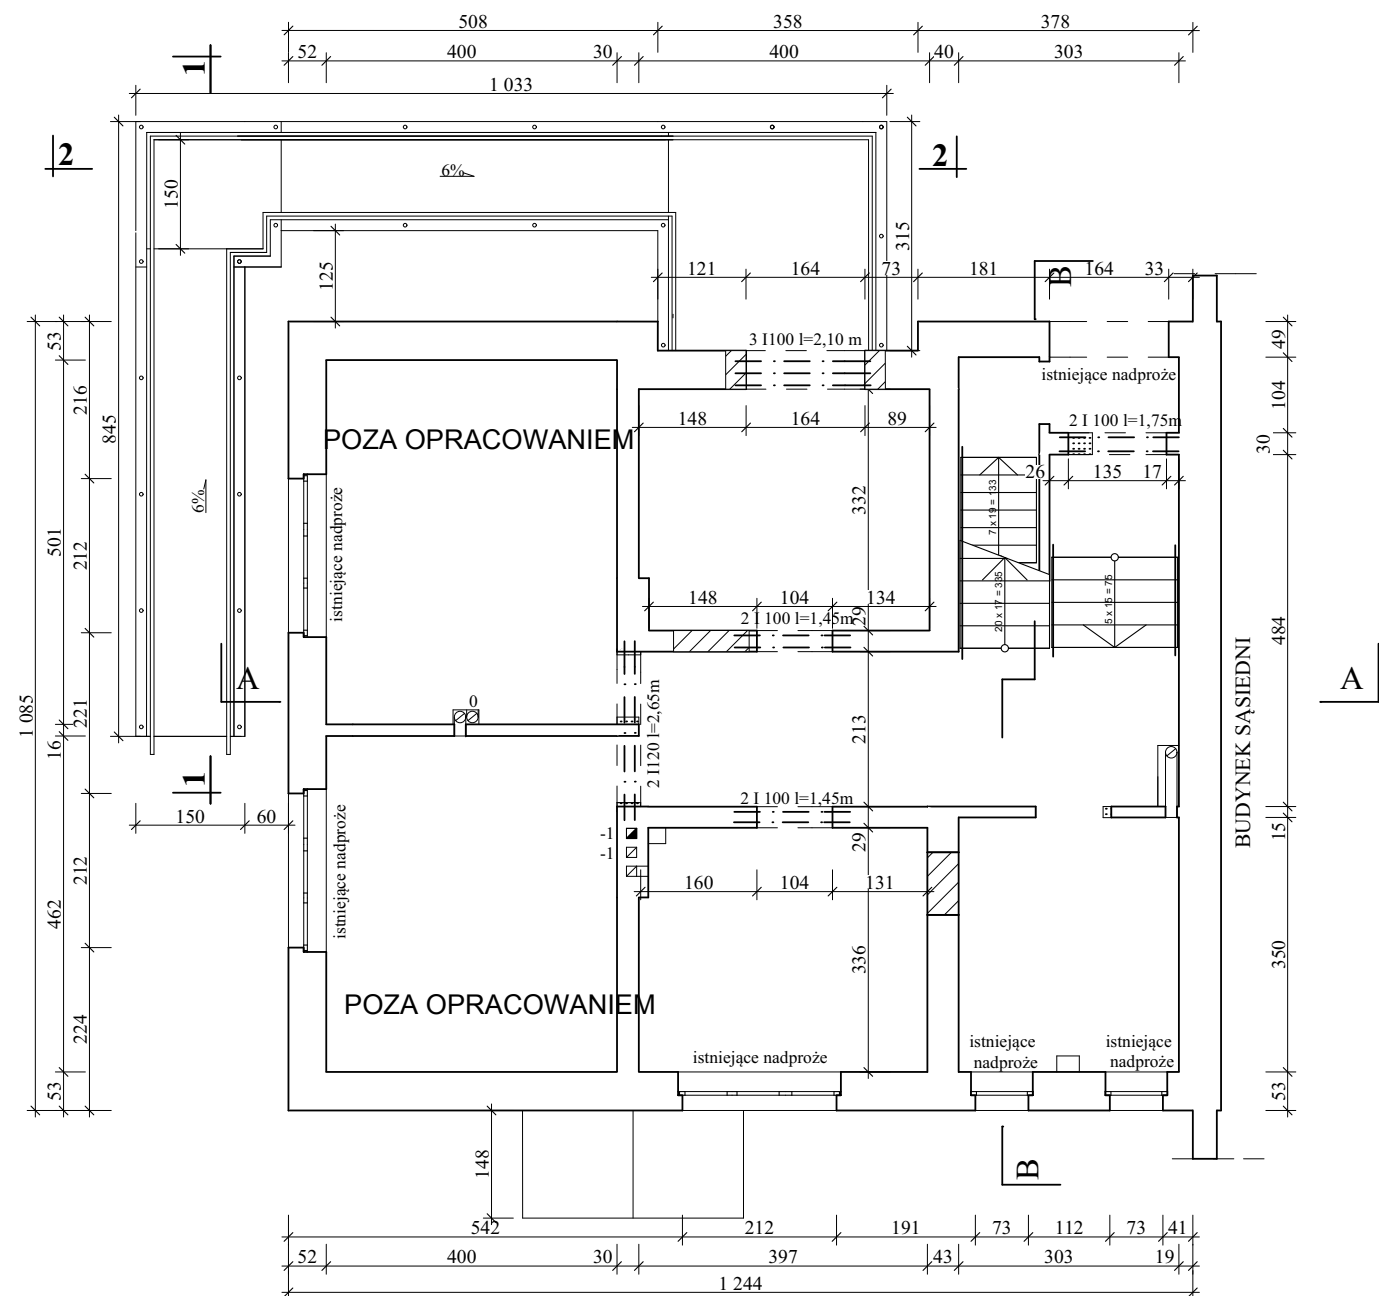 508 358 378
52 400 30 400 40 303
1
1 033
2 2
6%
150
315
125
121 164 73 181 B 164 33
53
3 I100 l=2,10 m
istniejące nadproże
49
216
845
148 164 89
2 I 100 l=1,75m
104
POZA OPRACOWANIEM
30
26 135 17
istniejące nadproże
6%
332
7 x 19 = 133
501
212
20 x 17 = 335
5 x 15 = 75
148 104 134
2 I 100 l=1,45m
29
484
BUDYNEK SĄSIEDNI
A A
0
2 I120 l=2,65m
221
213
1 085
16
1
2 I 100 l=1,45m
150 60
-1
-1
29
15
istniejące nadproże
212
160 104 131
462
336
350
POZA OPRACOWANIEM
224
istniejące nadproże
istniejące
nadproże
istniejące
nadproże
53
53
148
B
542 212 191 73 112 73 41
52 400 30 397 43 303 19
1 244